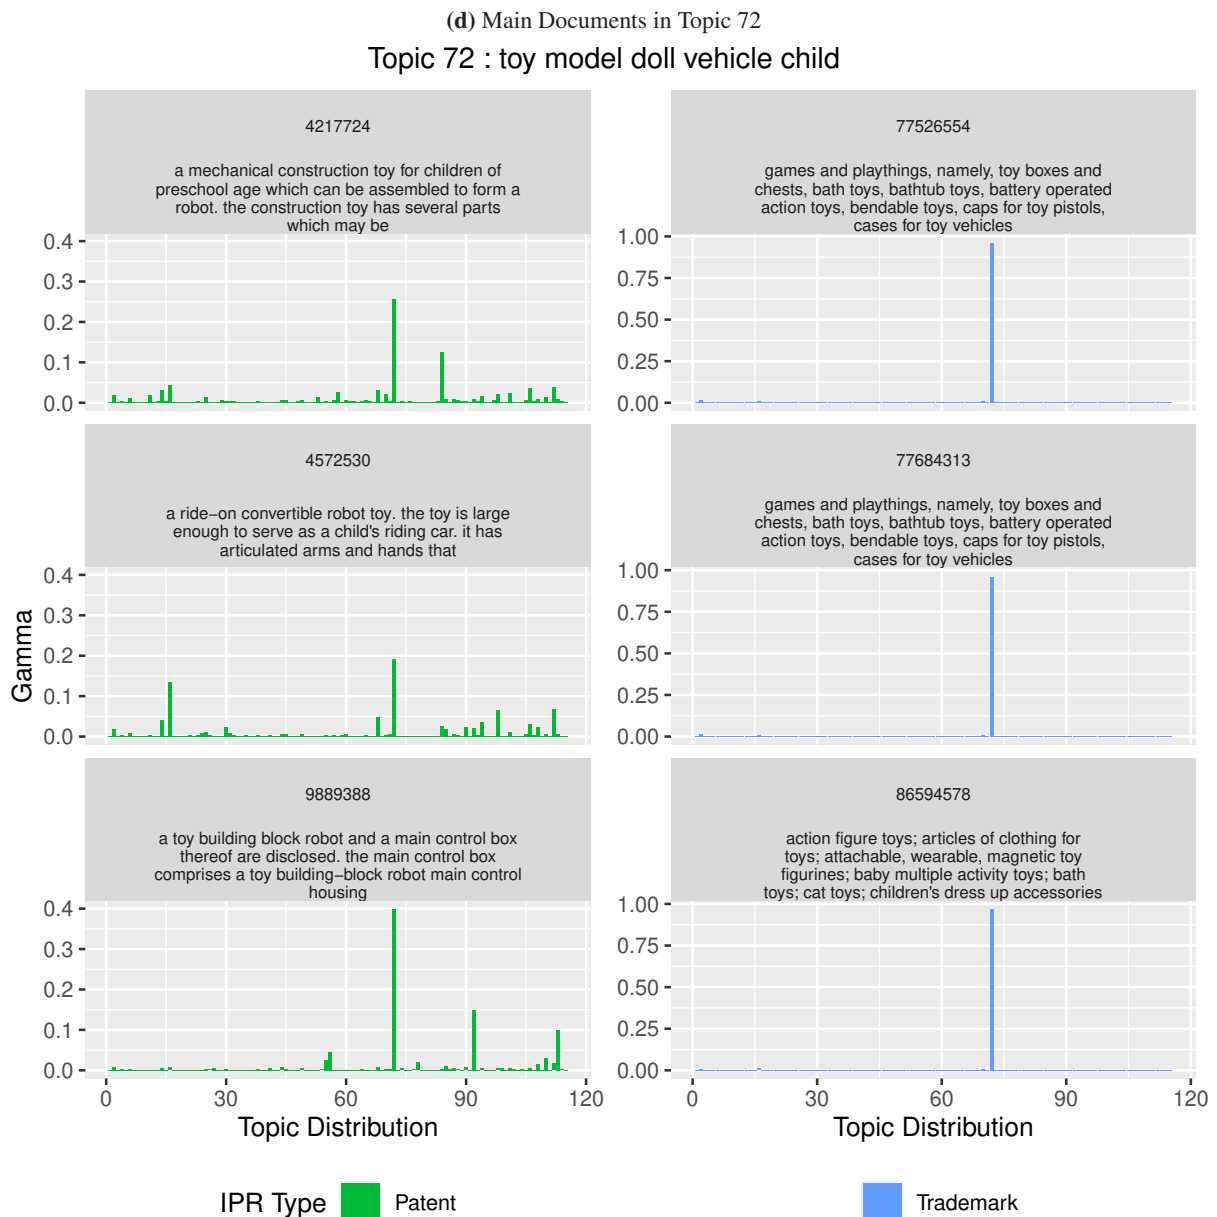 (d) Main Documents in Topic 72
Topic 72 : toy model doll vehicle child
4217724
a mechanical construction toy for children of
preschool age which can be assembled to form a
robot. the construction toy has several parts
which may be
0.4
0.3
0.2
0.1
0.0
77526554
games and playthings, namely, toy boxes and
chests, bath toys, bathtub toys, battery operated
action toys, bendable toys, caps for toy pistols,
cases for toy vehicles
1.00
0.75
0.50
0.25
0.00
4572530
a ride−on convertible robot toy. the toy is large
enough to serve as a child's riding car. it has
articulated arms and hands that
0.4
0.3
0.2
0.1
0.0
77684313
games and playthings, namely, toy boxes and
chests, bath toys, bathtub toys, battery operated
action toys, bendable toys, caps for toy pistols,
cases for toy vehicles
1.00
0.75
0.50
0.25
0.00
Gamma
9889388
a toy building block robot and a main control box
thereof are disclosed. the main control box
comprises a toy building−block robot main control
housing
0.4
0.3
0.2
0.1
0.0
0 30 60 90 120
Topic Distribution
86594578
action figure toys; articles of clothing for
toys; attachable, wearable, magnetic toy
figurines; baby multiple activity toys; bath
toys; cat toys; children's dress up accessories
1.00
0.75
0.50
0.25
0.00
0 30 60 90 120
Topic Distribution
IPR Type Patent Trademark